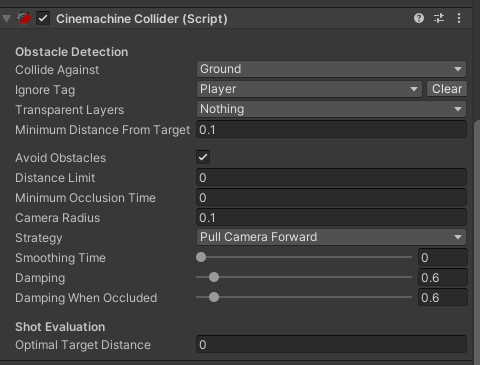 Cinemachine Collider (Script)
Obstacle Detection
Collide Against Ground
Ignore Tag Player Clear
Transparent Layers Nothing
Minimum Distance From Target 0.1
Avoid Obstacles
Distance Limit 0
Minimum Occlusion Time 0
Camera Radius 0.1
Strategy Pull Camera Forward
Smoothing Time 0
Damping 0.6
Damping When Occluded 0.6
Shot Evaluation
Optimal Target Distance 0